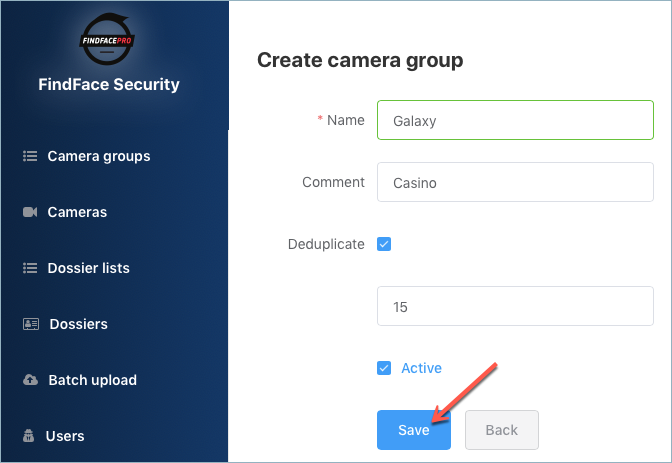 FINDFACEPRO
FindFace Security
Camera groups
Cameras
Dossier lists
Dossiers
Batch upload
Users
Create camera group
* Name
Galaxy
Comment
Casino
Deduplicate
15
Active
Save
Back